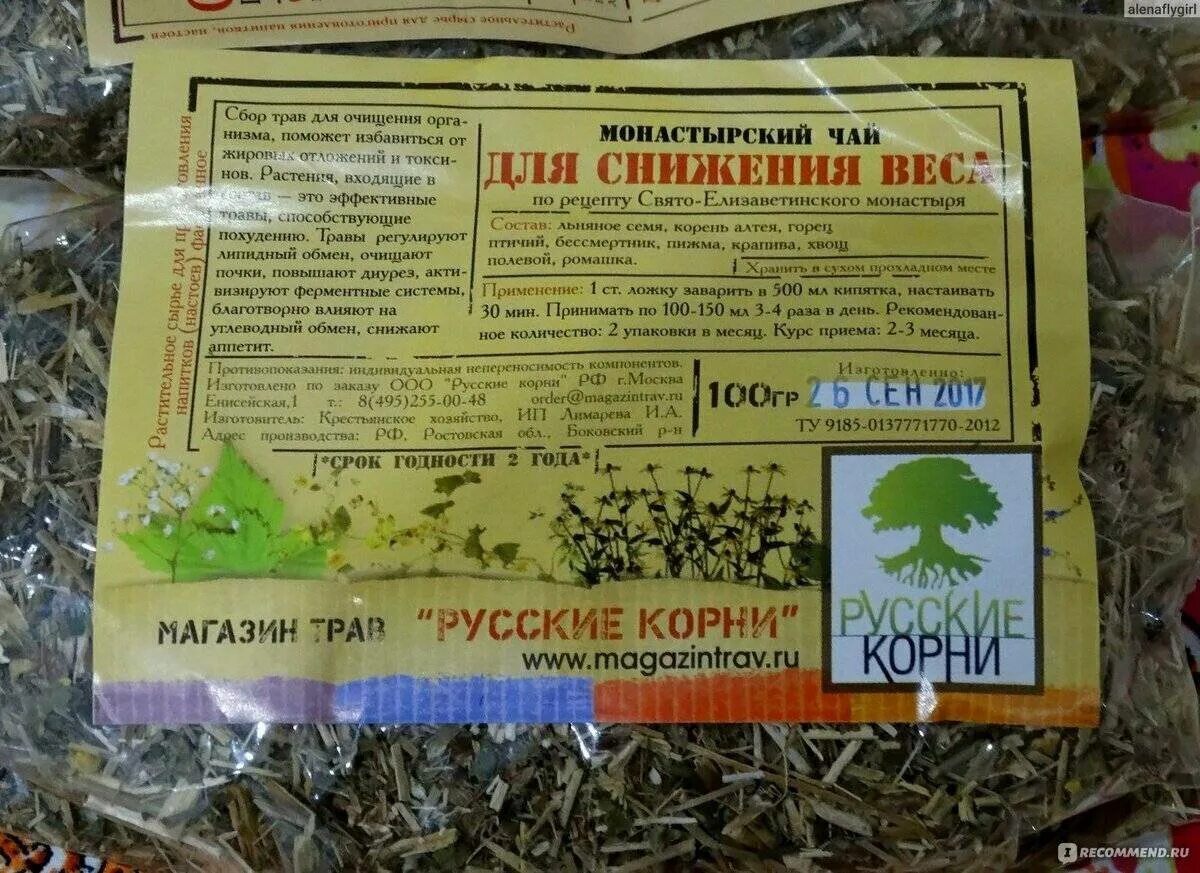 alenaflygirl
Растительное сырье для приготовления напитков, настоев
Растительное сырье для
напитков (настоев)
Сбор трав для очищения орга-
низма, поможет избавиться от
жировых отложений и токси-
нов. Растения, входящие в
— это эффективные
травы, способствующие
похудению. Травы регулируют
липидный обмен, очищают
почки, повышают диурез, акти-
визируют ферментные системы,
благотворно влияют на
углеводный обмен, снижают
аппетит.
МОНАСТЫРСКИЙ ЧАЙ
ДЛЯ СНИЖЕНИЯ ВЕСА
по рецепту Свято-Елизаветинского монастыря
Состав: льняное семя, корень алтея, горец
птичий, бессмертник, пижма, крапива, хвощ
полевой, ромашка.
Хранить в сухом прохладном месте
Применение: 1 ст. ложку заварить в 500 мл кипятка, настаивать
30 мин. Принимать по 100-150 мл 3-4 раза в день. Рекомендован-
ное количество: 2 упаковки в месяц. Курс приема: 2-3 месяца.
Противопоказания: индивидуальная непереносимость компонентов.
Изготовлено по заказу ООО "Русские корни" РФ г.Москва
Енисейская,1 т.: 8(495)255-00-48 order@magazintrav.ru
Изготовитель: Крестьянское хозяйство, ИП Лимарева И.А.
Адрес производства: РФ, Ростовская обл., Боковский р-н
100гр
Изготовлено:
26 СЕН 2017
ТУ 9185-0137771770-2012
*СРОК ГОДНОСТИ 2 ГОДА*
МАГАЗИН ТРАВ "РУССКИЕ КОРНИ"
www.magazintrav.ru
РУССКИЕ
КОРНИ
RECOMMEND.RU